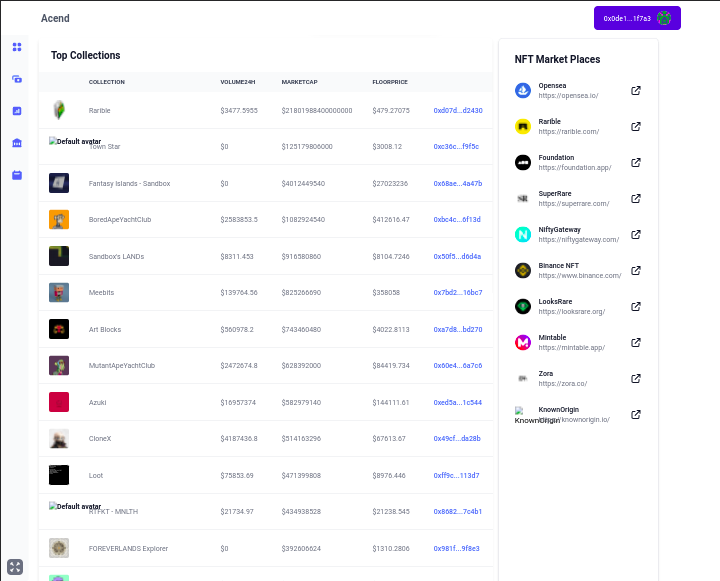 Acend
0x0de1...1f7a3
Top Collections
COLLECTION VOLUME24H MARKETCAP FLOORPRICE
Rarible $3477.5955 $21801988400000000 $479.27075 0xd07d...d2430
Default avatar
Town Star $0 $125179806000 $3008.12 0xc36c...f9f5c
Fantasy Islands - Sandbox $0 $4012449540 $27023236 0x68ae...4a47b
BoredApeYachtClub $2583853.5 $1082924540 $412616.47 0xbc4c...6f13d
Sandbox's LANDs $8311.453 $916580860 $8104.7246 0x50f5...d6d4a
Meebits $139764.56 $825266690 $358058 0x7bd2...16bc7
Art Blocks $560978.2 $743460480 $4022.8113 0xa7d8...bd270
MutantApeYachtClub $2472674.8 $628392000 $84419.734 0x60e4...6a7c6
Azuki $16957374 $582979140 $144111.61 0xed5a...1c544
CloneX $4187436.8 $514163296 $67613.67 0x49cf...da28b
Loot $75853.69 $471399808 $8976.446 0xff9c...113d7
Default avatar
RTFKT - MNLTH $21734.97 $434938528 $21238.545 0x8682...7c4b1
FOREVERLANDS Explorer $0 $392606624 $1310.2806 0x981f...9f8e3
NFT Market Places
Opensea
https://opensea.io/
Rarible
https://rarible.com/
Foundation
https://foundation.app/
SuperRare
https://superrare.com/
NiftyGateway
https://niftygateway.com/
Binance NFT
https://www.binance.com/
LooksRare
https://looksrare.org/
Mintable
https://mintable.app/
Zora
https://zora.co/
KnownOrigin
KnownOrigin
https://knownorigin.io/